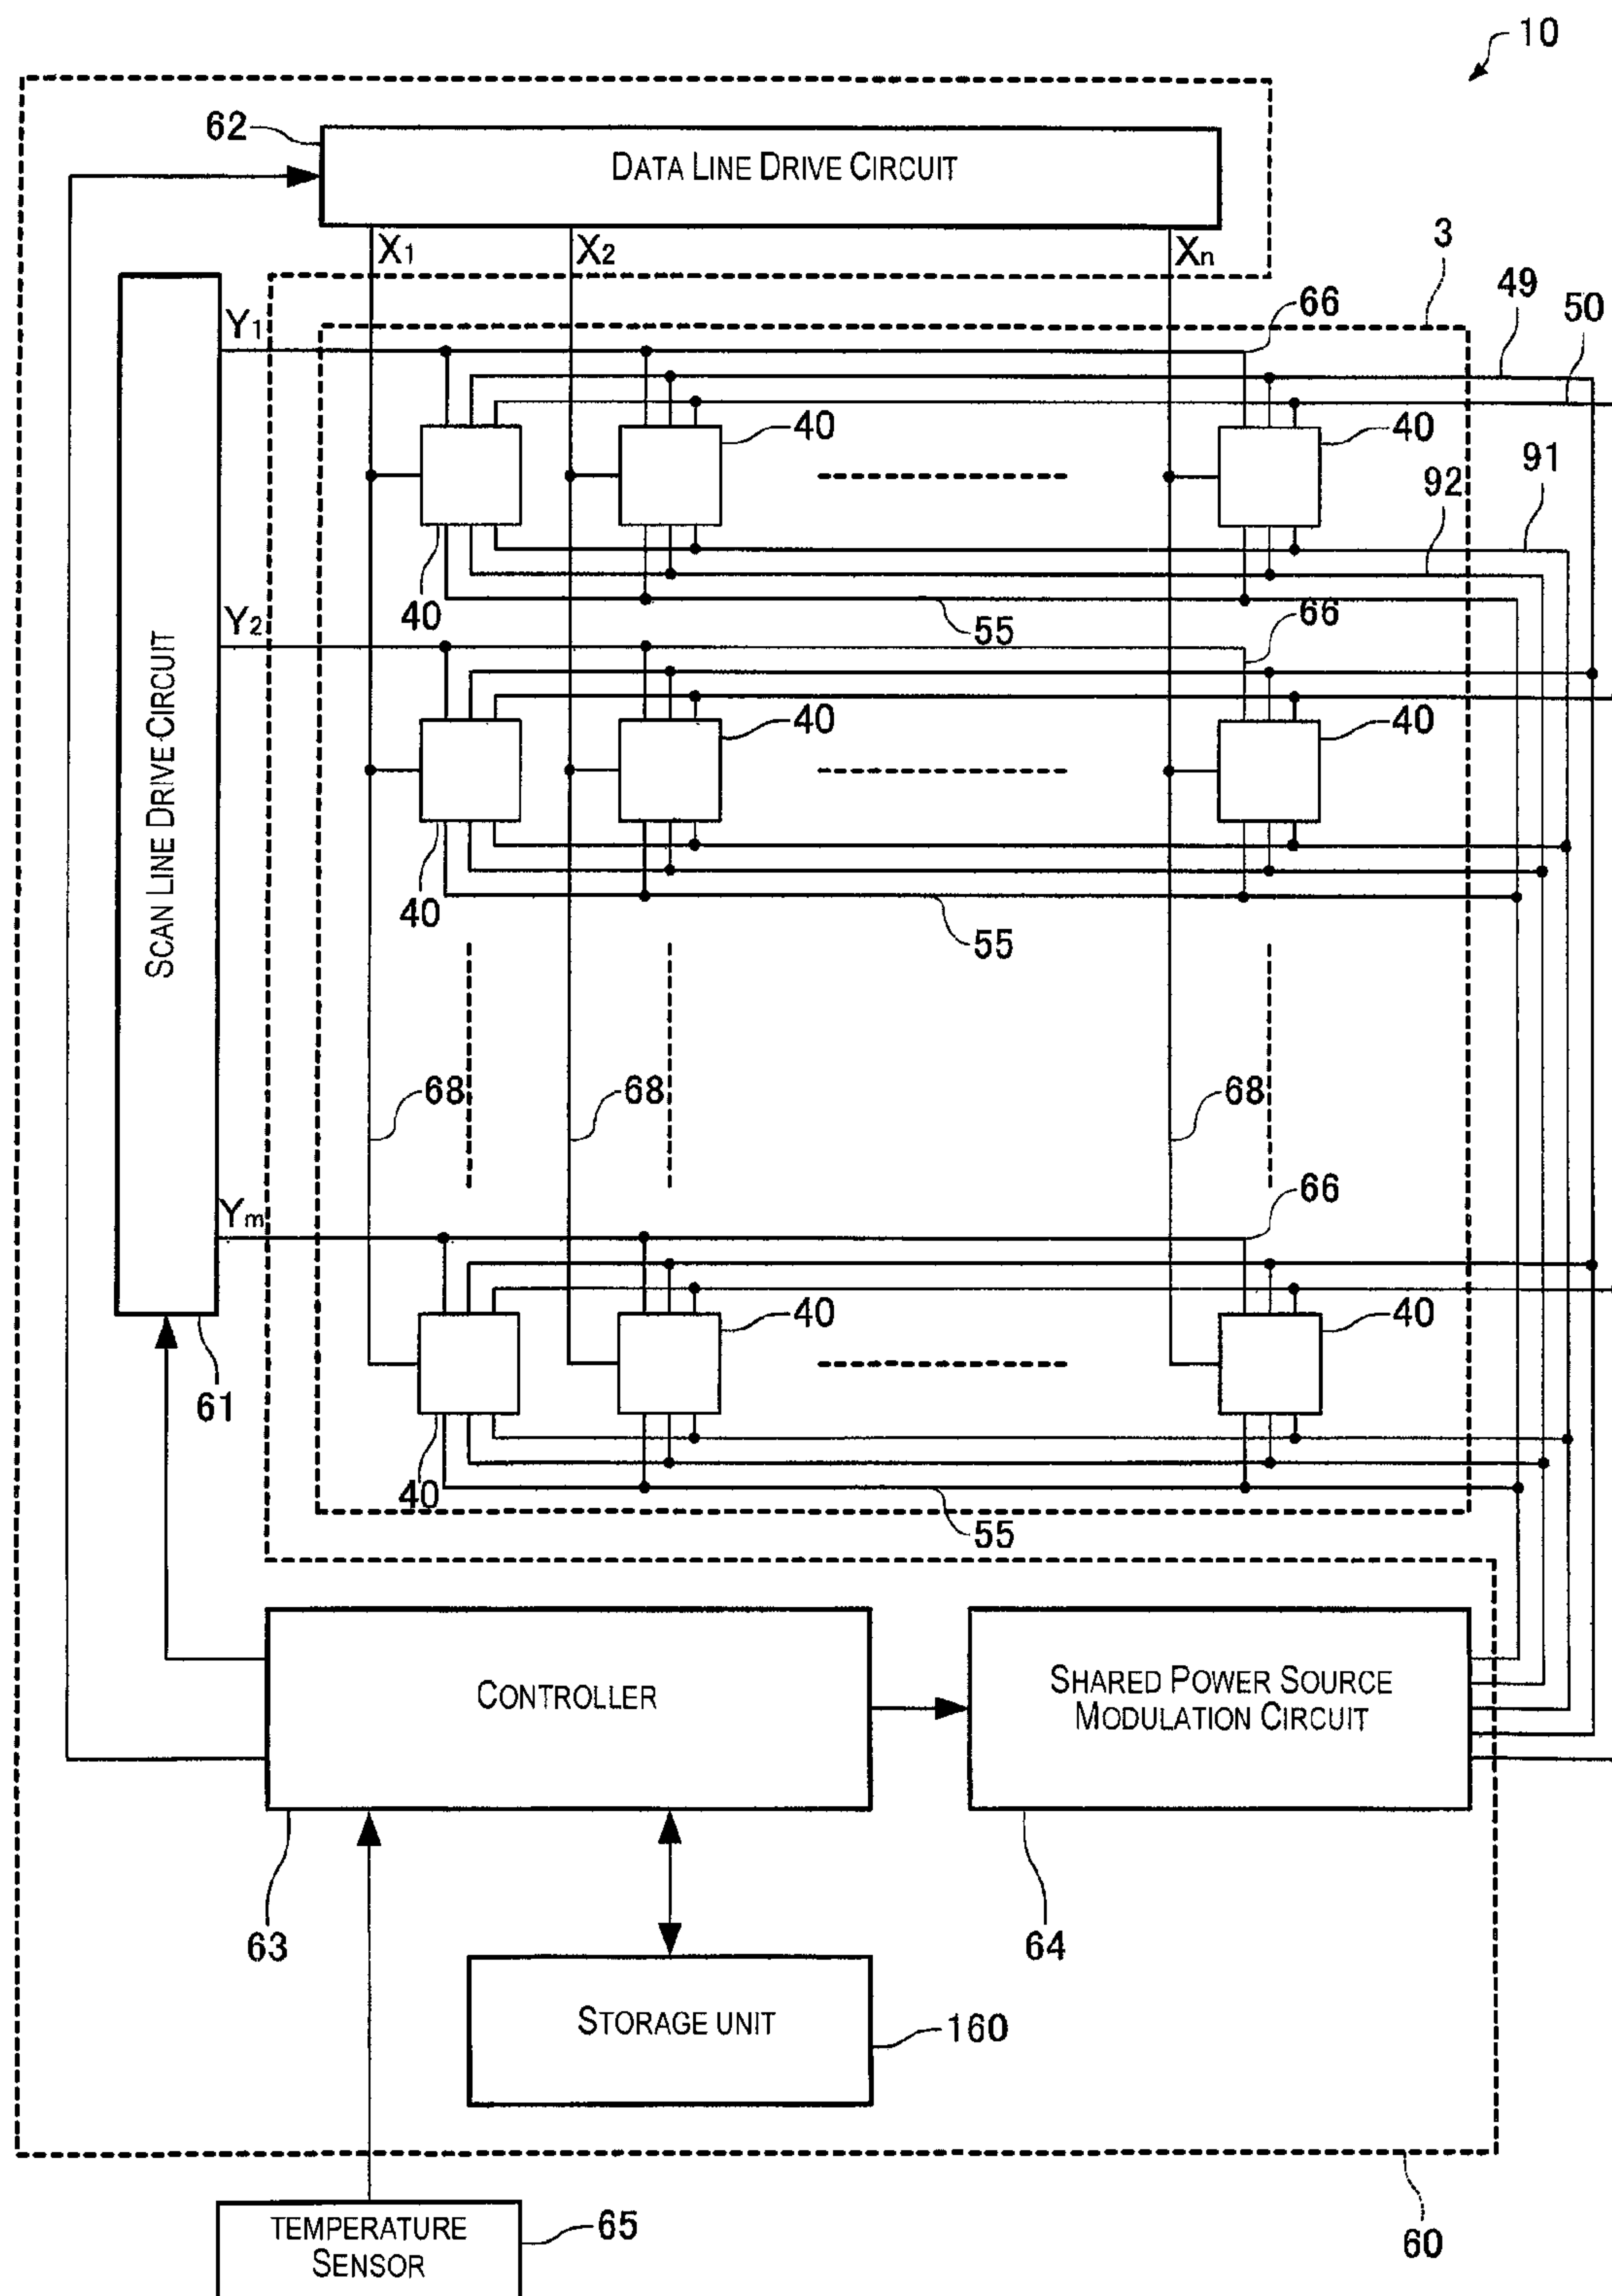 10
62
DATA LINE DRIVE CIRCUIT
X1
X2
Xn
3
49
50
Y1
66
40
40
91
92
40
55
66
Y2
SCAN LINE DRIVE CIRCUIT
40
40
40
55
68
68
68
Ym
66
40
40
61
40
55
CONTROLLER
SHARED POWER SOURCE
MODULATION CIRCUIT
63
64
STORAGE UNIT
160
TEMPERATURE
SENSOR
65
60